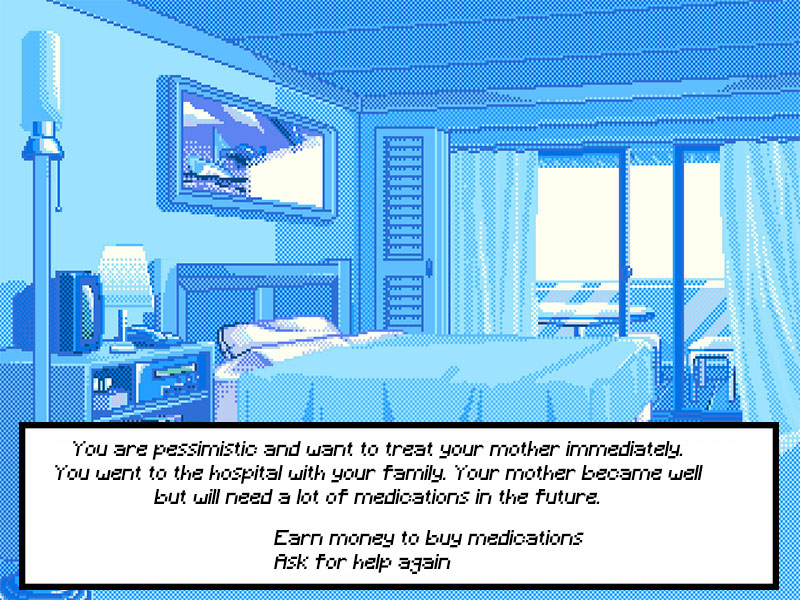 You are pessimistic and want to treat your mother immediately.
You went to the hospital with your family. Your mother became well
but will need a lot of medications in the future.
Earn money to buy medications
Ask for help again